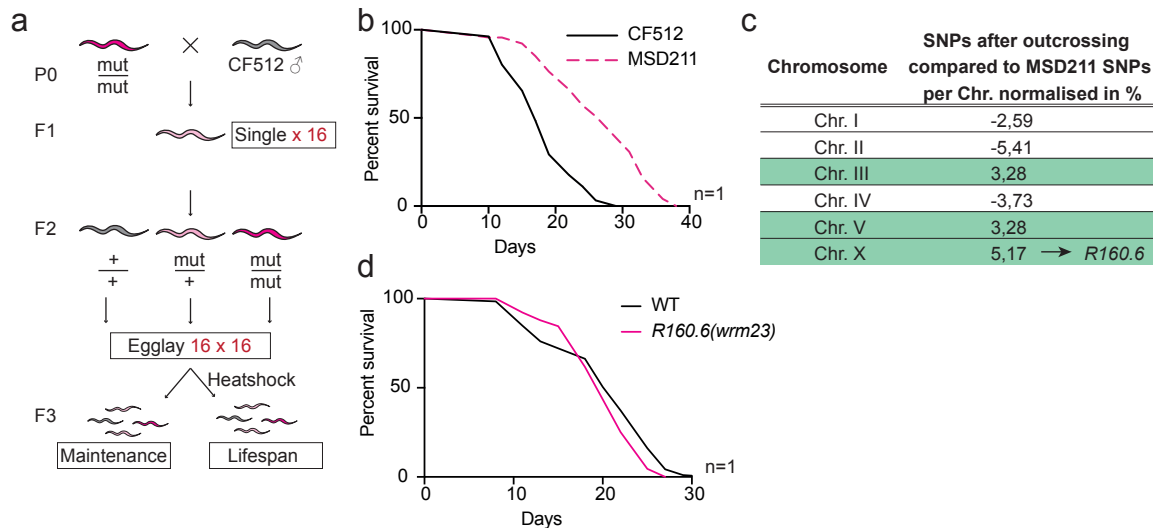 a
P0
mut
mut
CF512 ♂
F1
Single x 16
F2
+
+
mut
+
mut
mut
Egglay 16 x 16
Heatshock
F3
Maintenance
Lifespan
b
100
50
0
Percent survival
CF512
MSD211
n=1
0 10 20 30 40
Days
c
Chromosome
SNPs after outcrossing
compared to MSD211 SNPs
per Chr. normalised in %
Chr. I -2,59
Chr. II -5,41
Chr. III 3,28
Chr. IV -3,73
Chr. V 3,28
Chr. X 5,17 → R160.6
d
100
50
0
Percent survival
WT
R160.6(wrm23)
n=1
0 10 20 30
Days